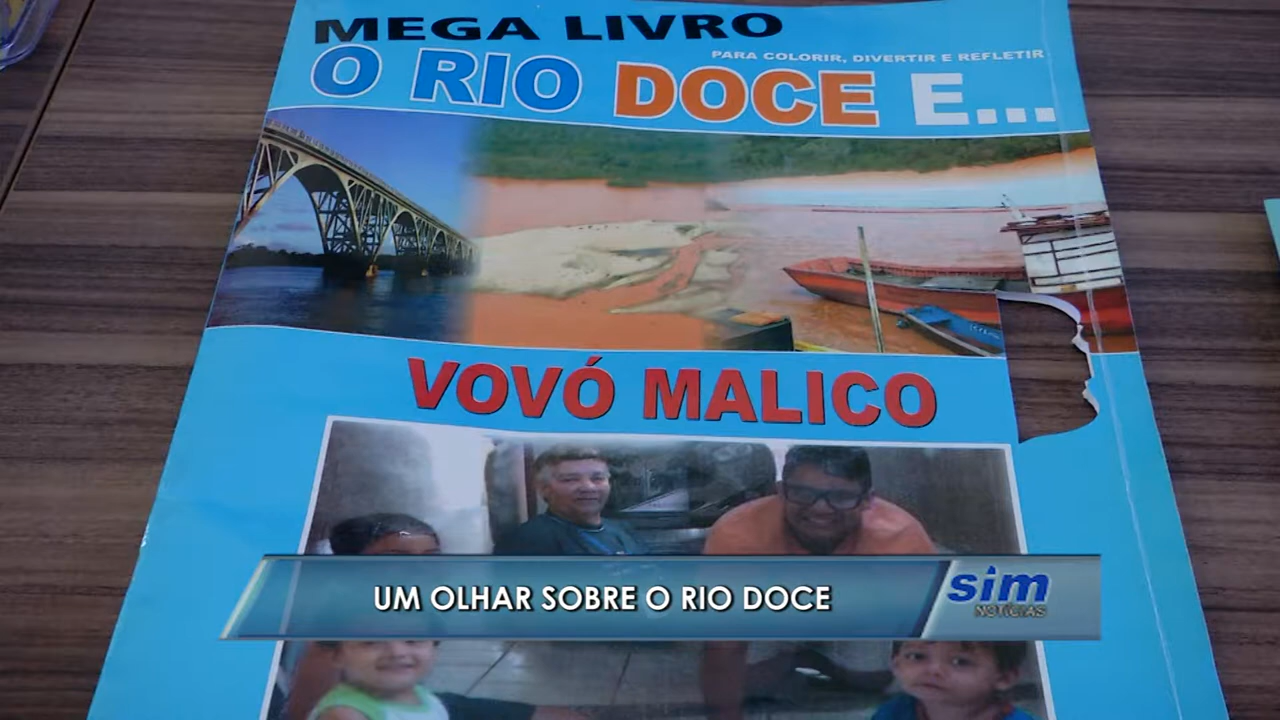 MEGA LIVRO
PARA COLORIR, DIVERTIR E REFLETIR
O RIO DOCE E...
VOVÓ MALICO
UM OLHAR SOBRE O RIO DOCE
sim
NOTÍCIAS